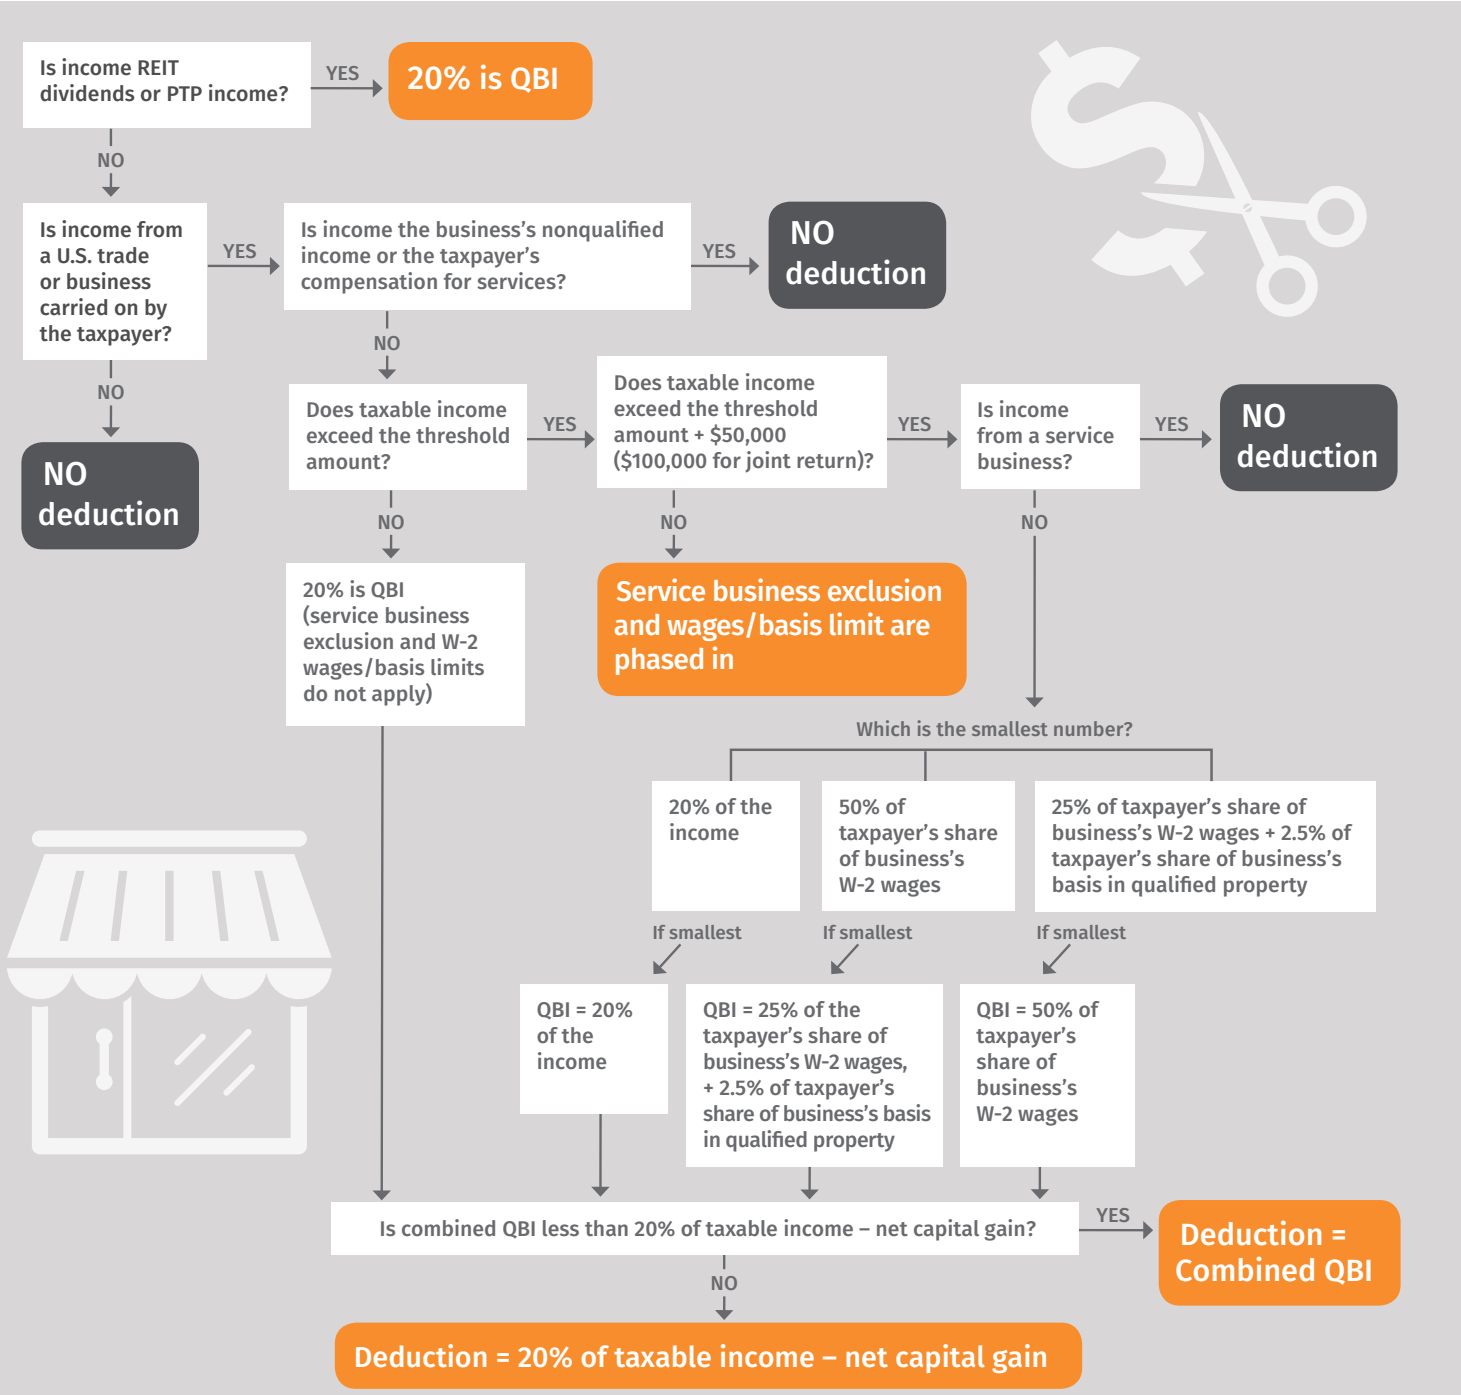 Is income REIT
dividends or PTP income?
YES
20% is QBI
NO
Is income from
a U.S. trade
or business
carried on by
the taxpayer?
YES
Is income the business’s nonqualified
income or the taxpayer’s
compensation for services?
YES
NO
deduction
NO
NO
deduction
NO
Does taxable income
exceed the threshold
amount?
YES
Does taxable income
exceed the threshold
amount + $50,000
($100,000 for joint return)?
YES
Is income
from a service
business?
YES
NO
deduction
NO
20% is QBI
(service business
exclusion and W-2
wages/basis limits
do not apply)
NO
Service business exclusion
and wages/basis limit are
phased in
NO
Which is the smallest number?
20% of the
income
50% of
taxpayer’s share
of business’s
W-2 wages
25% of taxpayer’s share of
business’s W-2 wages + 2.5% of
taxpayer’s share of business’s
basis in qualified property
If smallest
If smallest
If smallest
QBI = 20%
of the
income
QBI = 25% of the
taxpayer’s share of
business’s W-2 wages,
+ 2.5% of taxpayer’s
share of business’s basis
in qualified property
QBI = 50% of
taxpayer’s
share of
business’s
W-2 wages
Is combined QBI less than 20% of taxable income – net capital gain?
YES
Deduction =
Combined QBI
NO
Deduction = 20% of taxable income – net capital gain